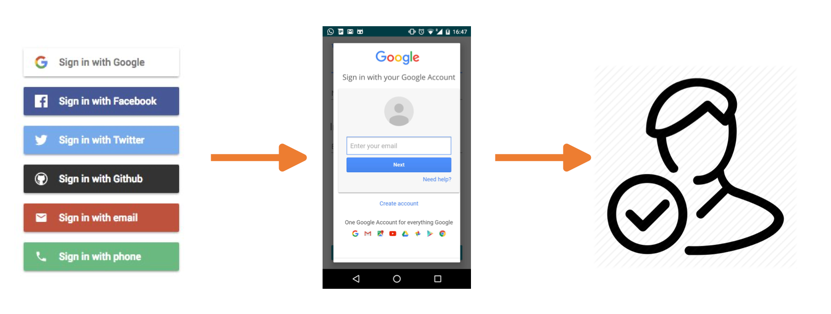 Sign in with Google
Sign in with Facebook
Sign in with Twitter
Sign in with Github
Sign in with email
Sign in with phone
16:47
Google
Sign in with your Google Account
Enter your email
Next
Need help?
Create account
One Google Account for everything Google